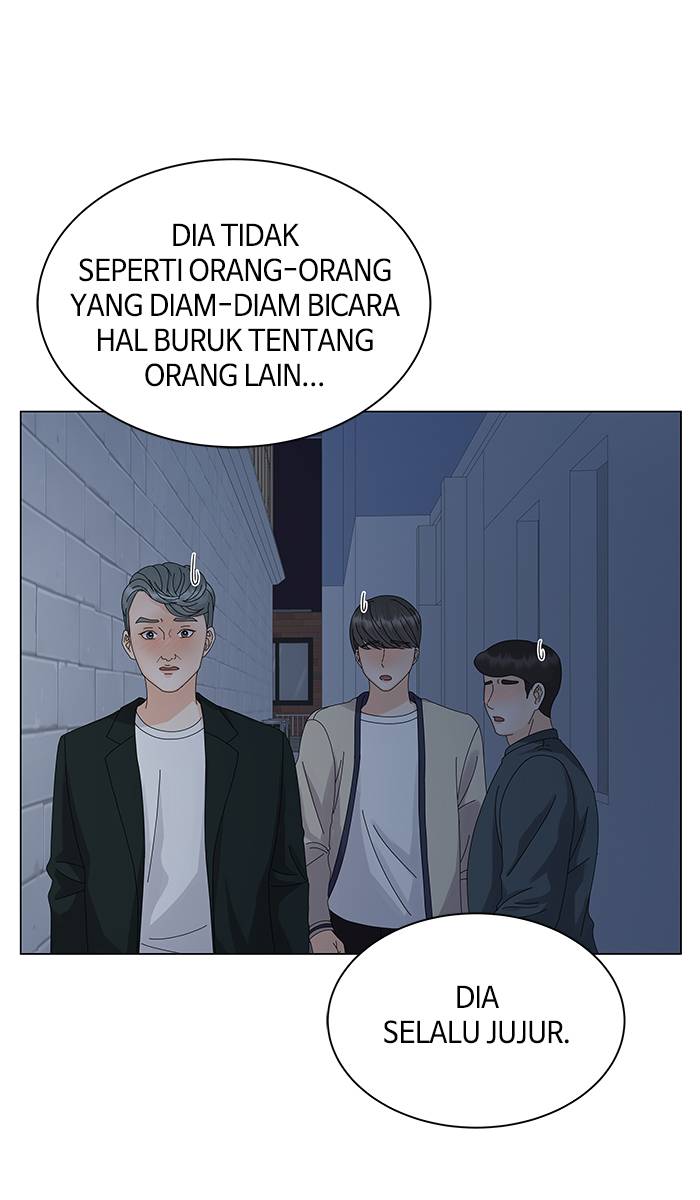 DIA TIDAK
SEPERTI ORANG-ORANG
YANG DIAM-DIAM BICARA
HAL BURUK TENTANG
ORANG LAIN...
DIA
SELALU JUJUR.